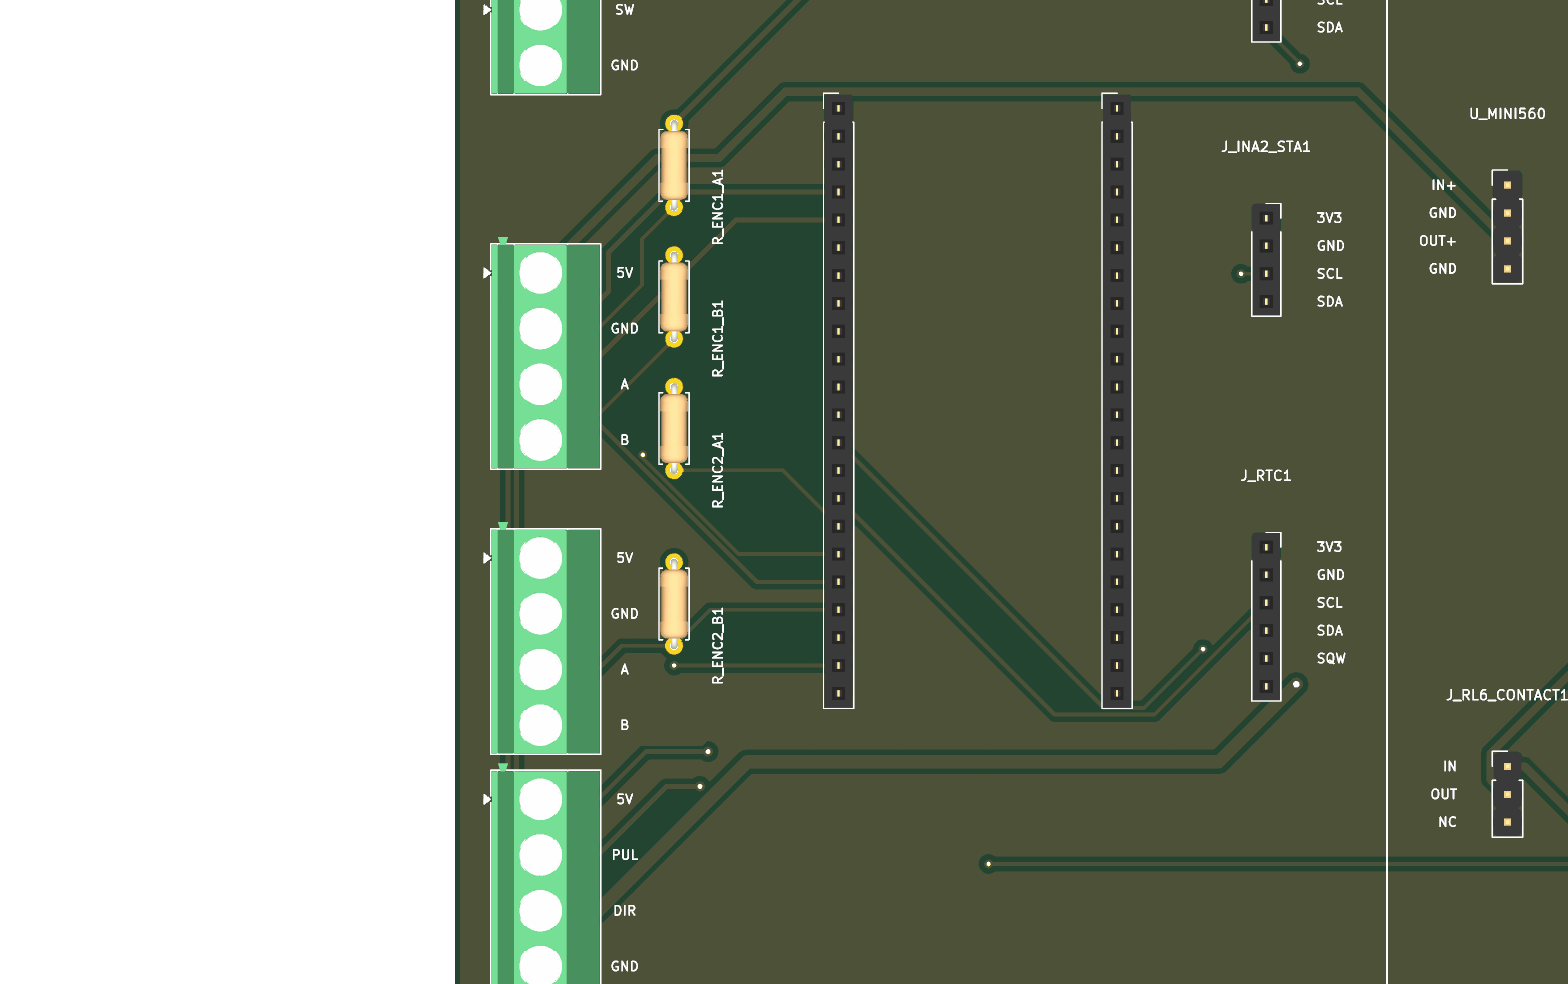 SW
GND
SCL
SDA
U_MINI560
J_INA2_STA1
R_ENC1_A1
IN+
GND
OUT+
GND
3V3
GND
SCL
SDA
5V
GND
A
B
R_ENC1_B1
R_ENC2_A1
J_RTC1
3V3
GND
SCL
SDA
SQW
5V
GND
A
B
R_ENC2_B1
J_RL6_CONTACT1
IN
OUT
NC
5V
PUL
DIR
GND